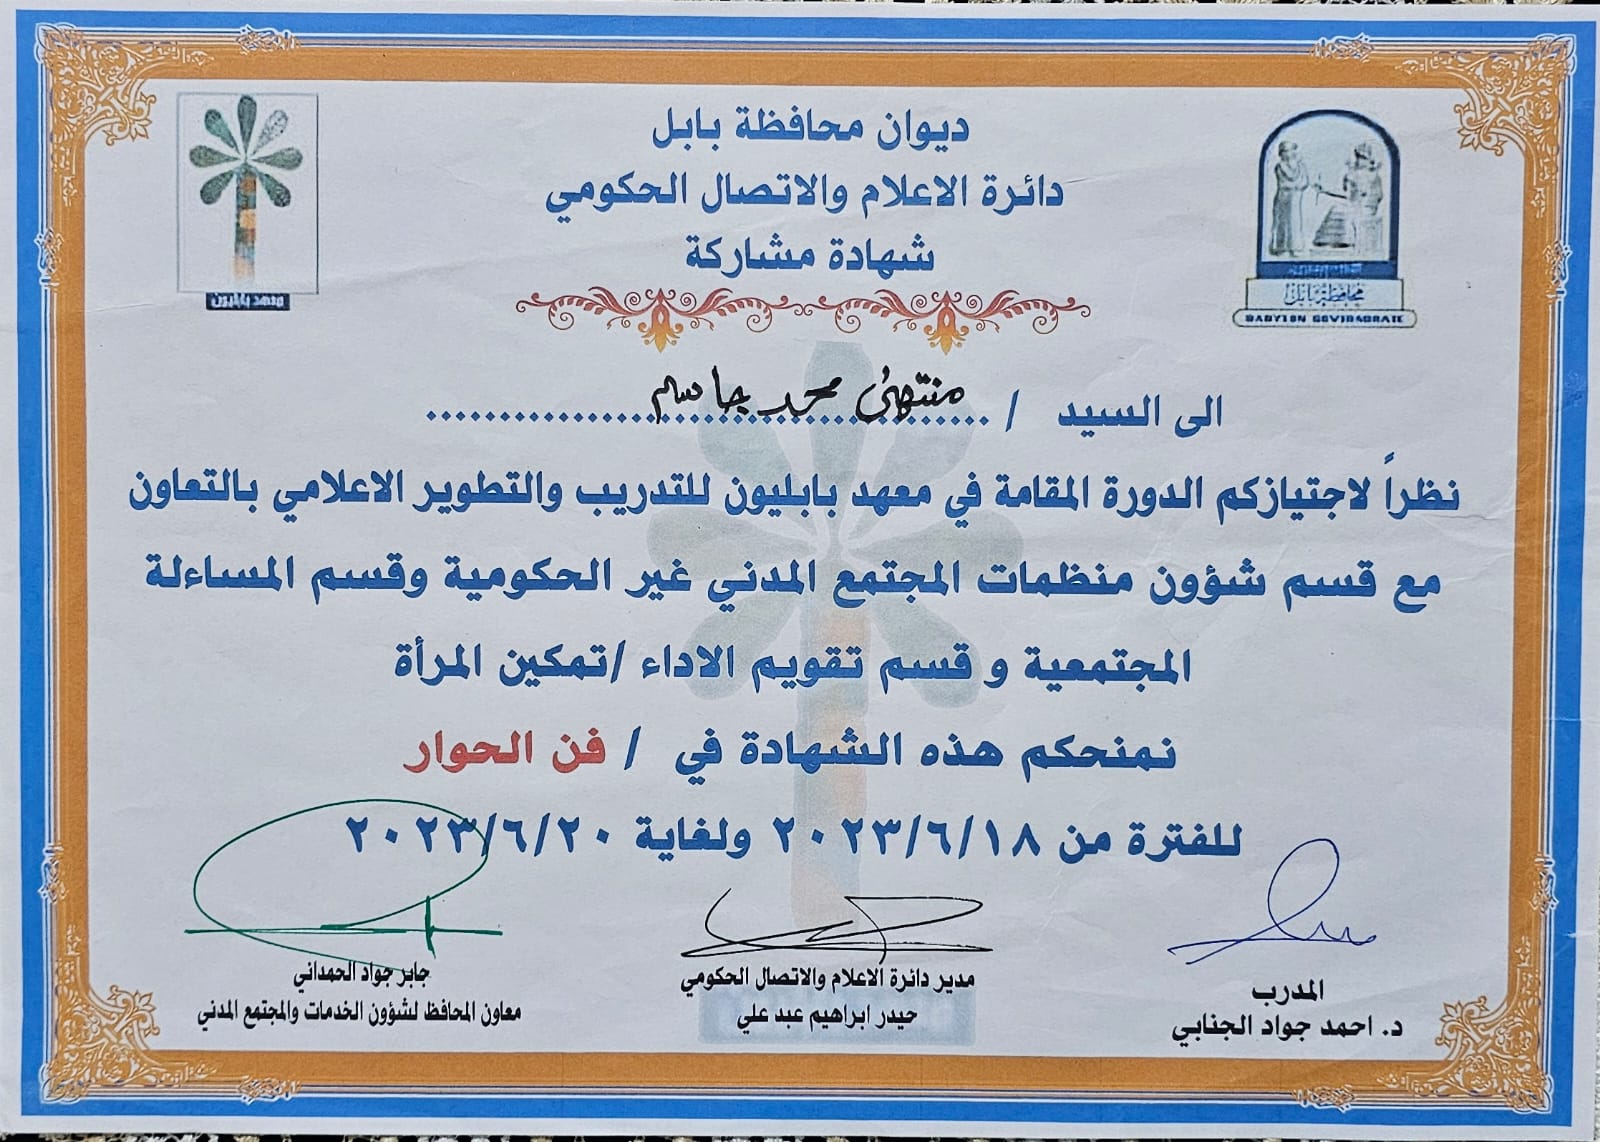 ديوان محافظة بابل
دائرة الاعلام والاتصال الحكومي
شهادة مشاركة
معهد بابليون
محافظة بابل
BABYLON GOVERNORATE
الى السيد / منتهى محمد جاسم
نظراً لاجتيازكم الدورة المقامة في معهد بابليون للتدريب والتطوير الاعلامي بالتعاون
مع قسم شؤون منظمات المجتمع المدني غير الحكومية وقسم المساءلة
المجتمعية و قسم تقويم الاداء /تمكين المرأة
نمنحكم هذه الشهادة في / فن الحوار
للفترة من ٢٠٢٣/٦/١٨ ولغاية ٢٠٢٣/٦/٢٠
المدرب
د. احمد جواد الجنابي
مدير دائرة الاعلام والاتصال الحكومي
حيدر ابراهيم عبد علي
جابر جواد الحمداني
معاون المحافظ لشؤون الخدمات والمجتمع المدني